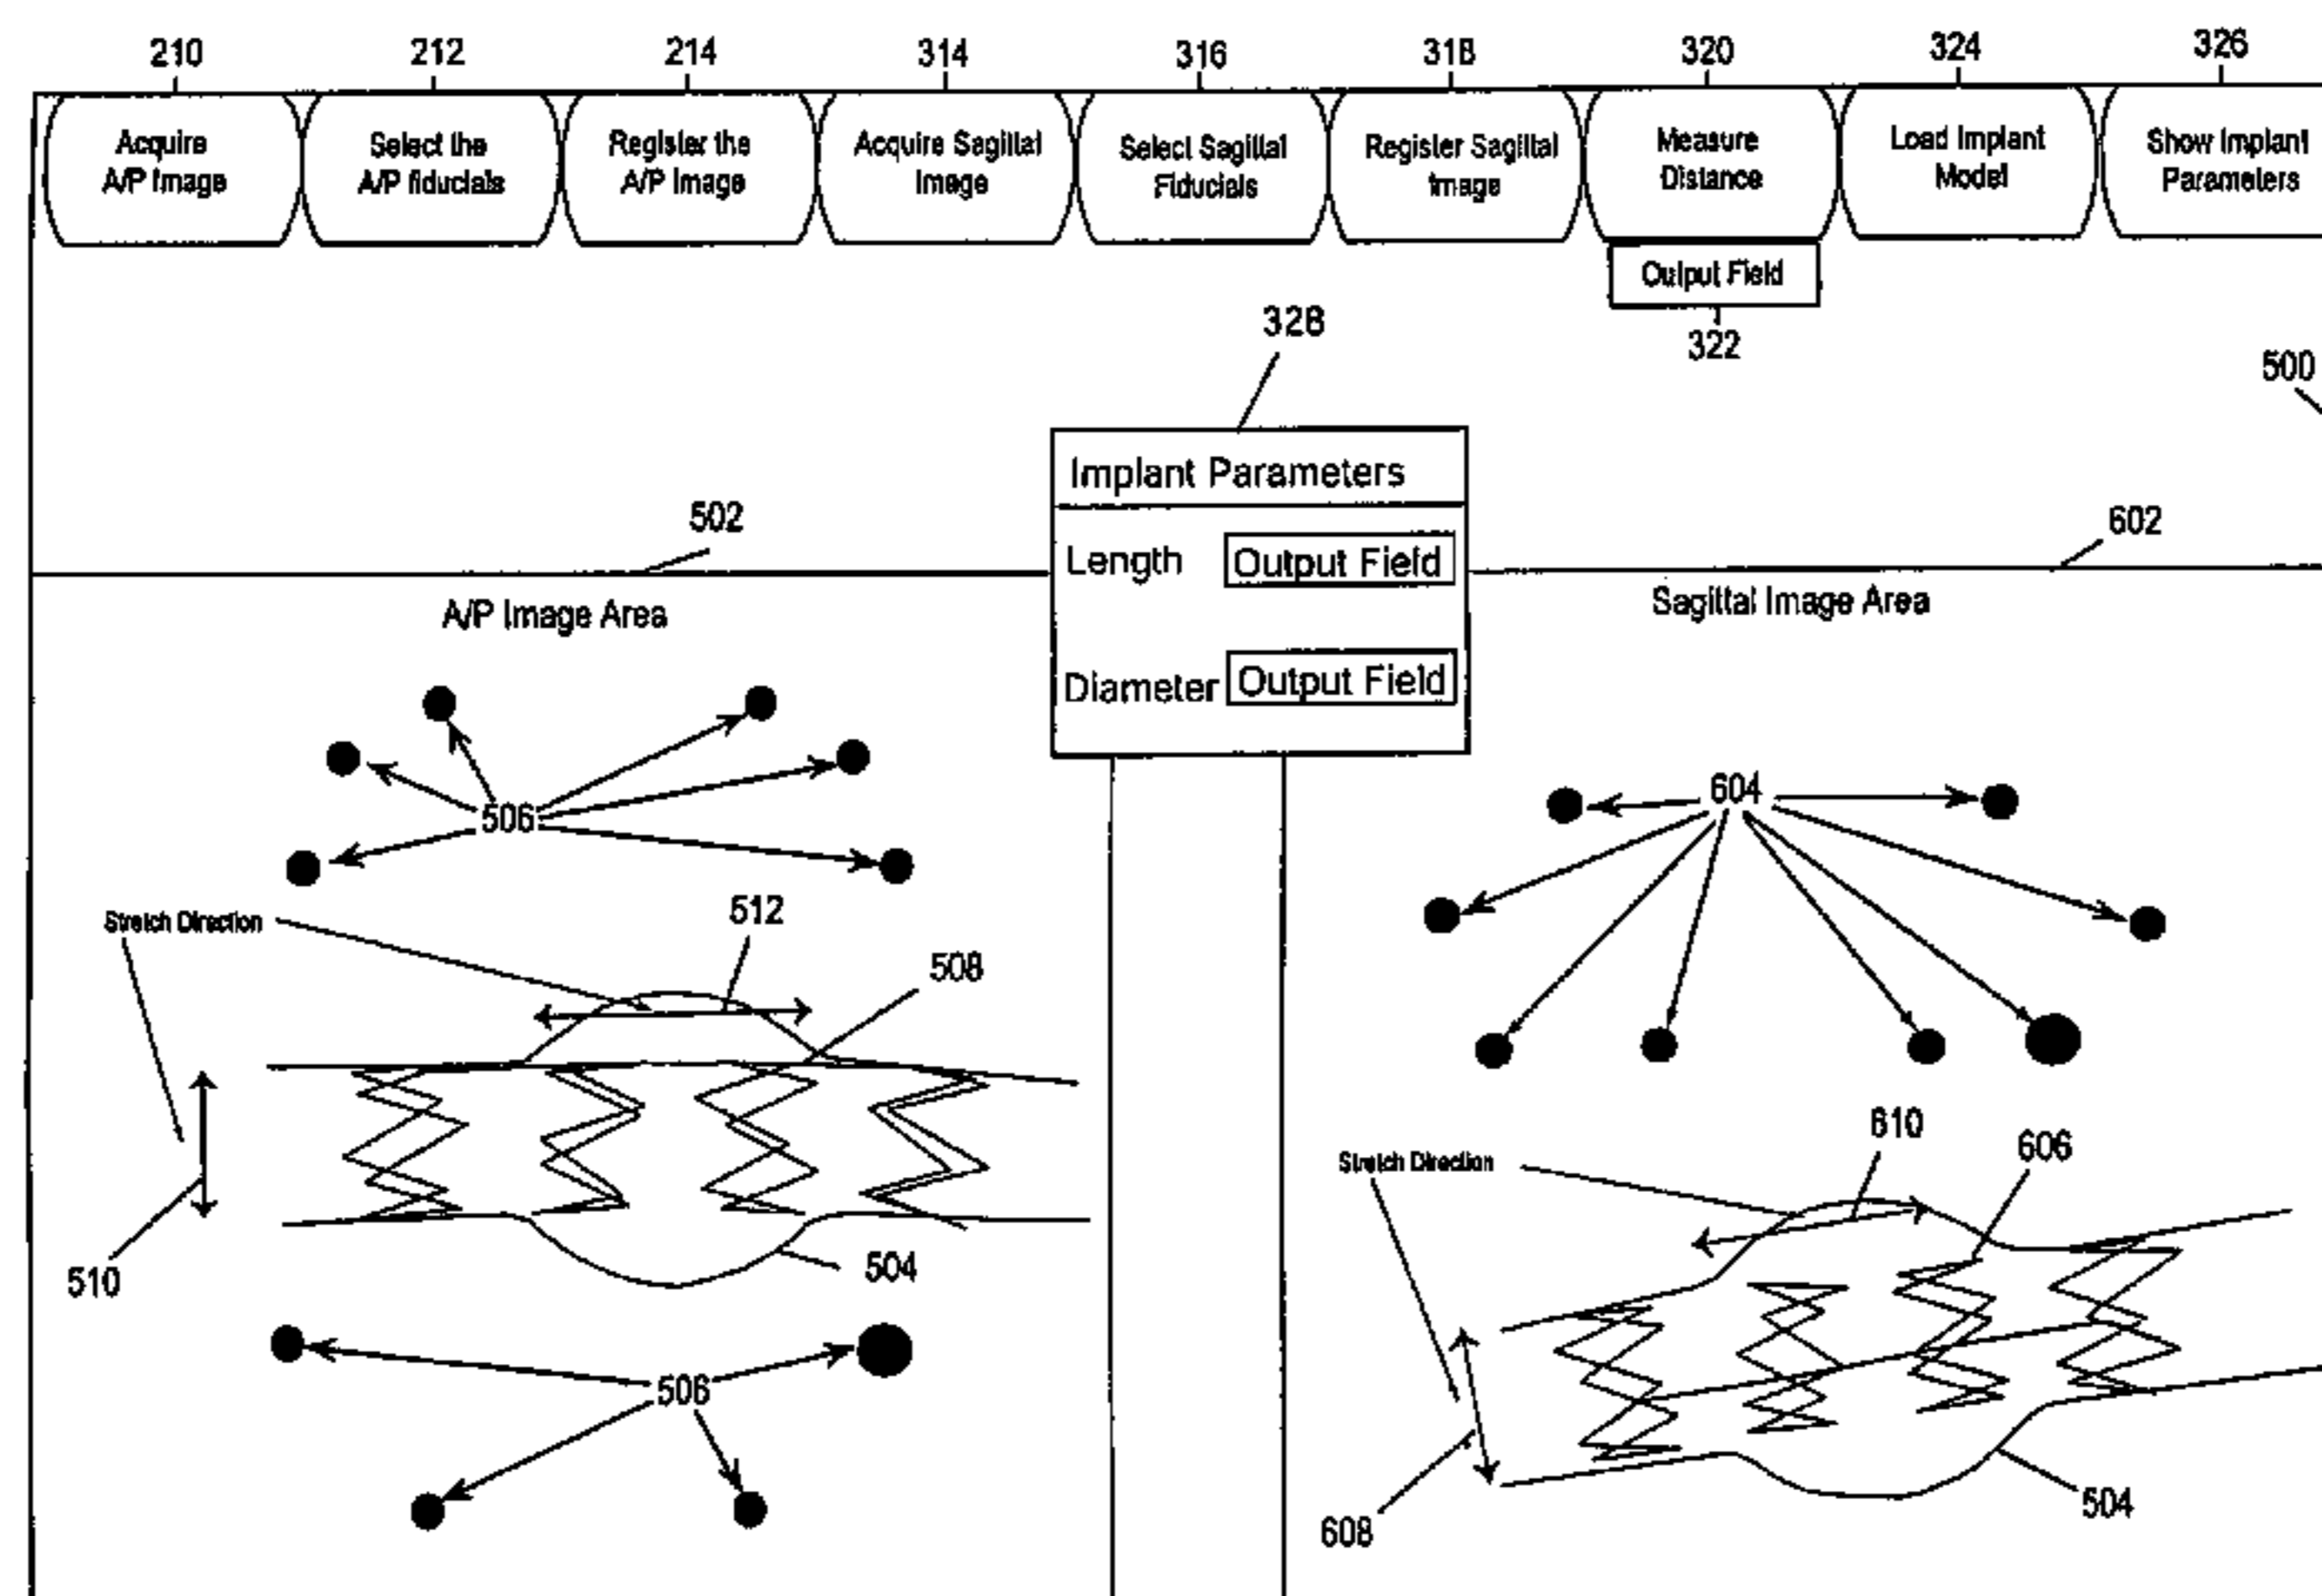 210 212 214 314 316 318 320 324 326
Acquire
A/P Image
Select the
A/P fiducials
Register the
A/P Image
Acquire Sagittal
Image
Select Sagittal
Fiducials
Register Sagittal
Image
Measure
Distance
Load Implant
Model
Show Implant
Parameters
Output Field
322
328
500
Implant Parameters
Length Output Field
Diameter Output Field
502
602
A/P Image Area
506
Stretch Direction
512
508
510
504
506
Sagittal Image Area
604
610
606
Stretch Direction
608
504